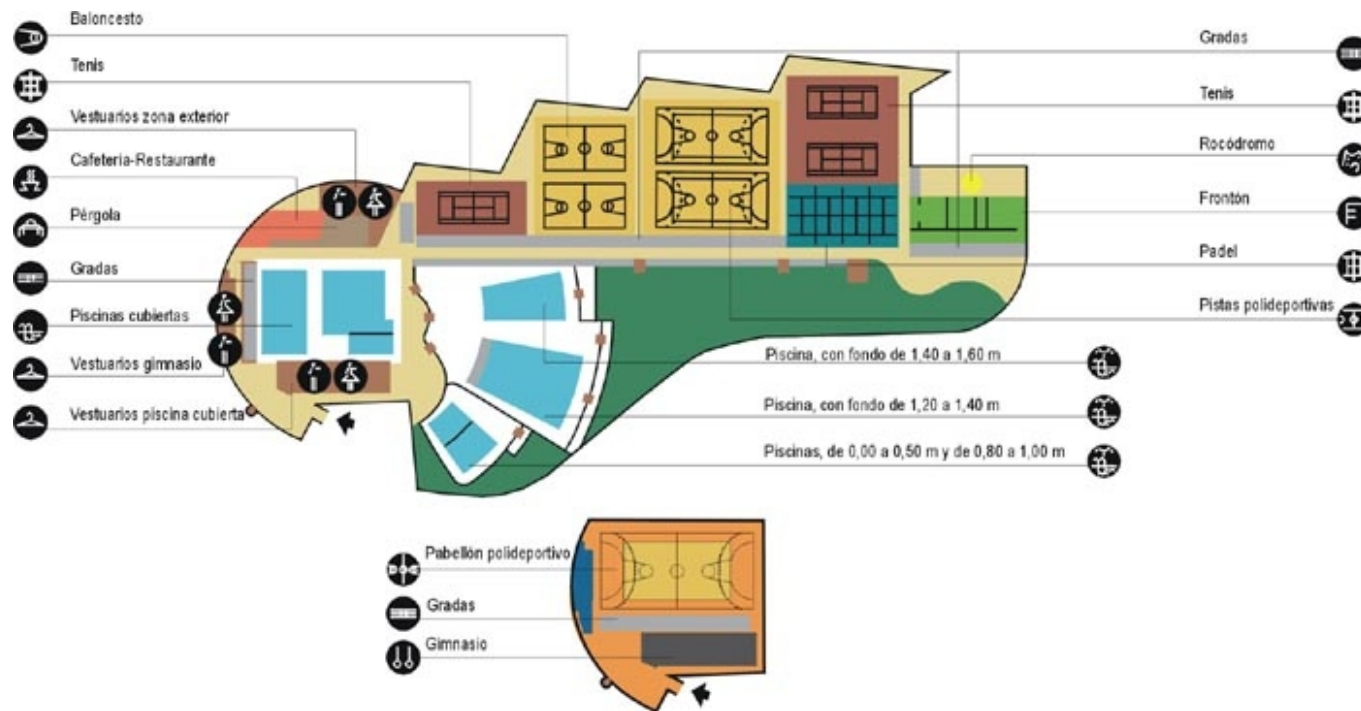 Baloncesto
Tenis
Vestuarios zona exterior
Cafetería-Restaurante
Pérgola
Gradas
Piscinas cubiertas
Vestuarios gimnasio
Vestuarios piscina cubierta
Gradas
Tenis
Rocódromo
Frontón
Padel
Pistas polideportivas
Piscina, con fondo de 1,40 a 1,60 m
Piscina, con fondo de 1,20 a 1,40 m
Piscinas, de 0,00 a 0,50 m y de 0,80 a 1,00 m
Pabellón polideportivo
Gradas
Gimnasio